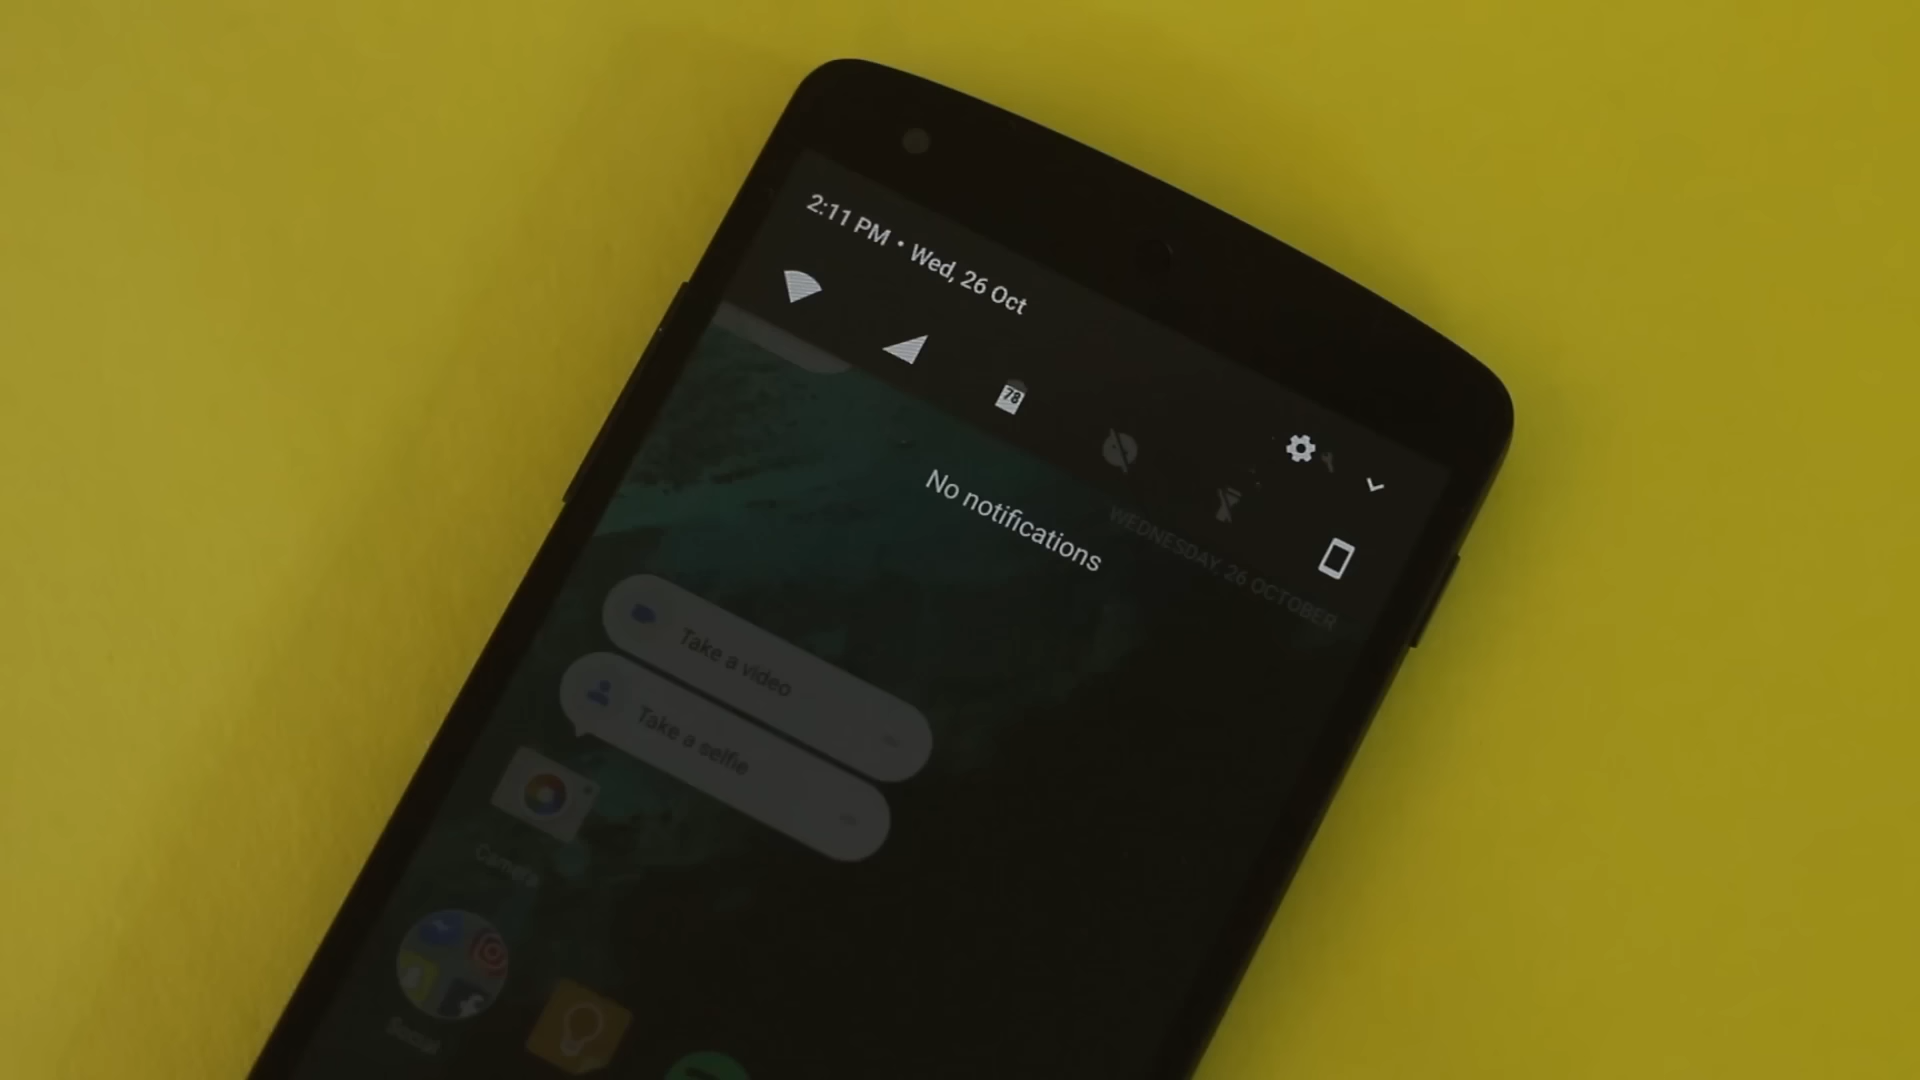 2:11 PM • Wed, 26 Oct
78
No notifications
WEDNESDAY, 26 OCTOBER
Take a video
Take a selfie
Camera
Social